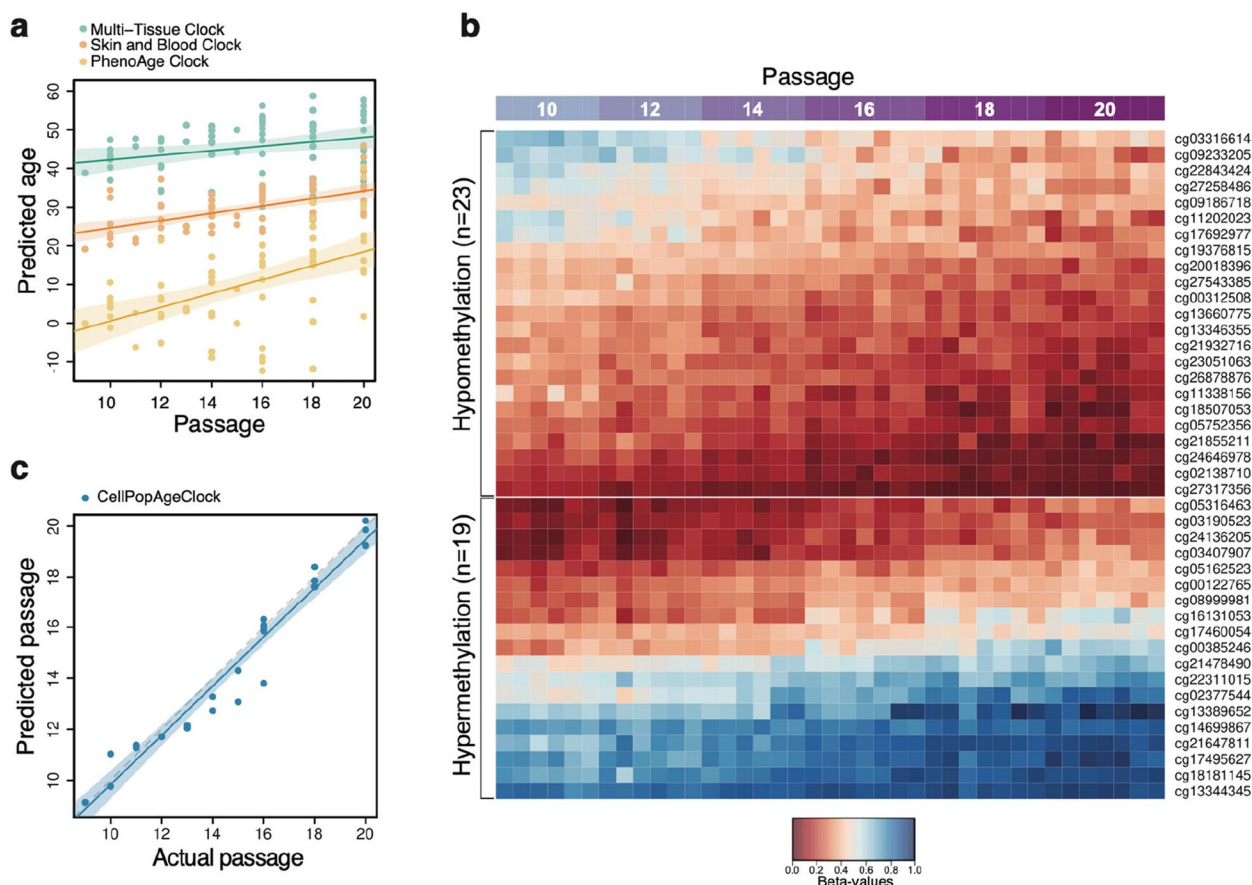 a
Multi–Tissue Clock
Skin and Blood Clock
PhenoAge Clock
Predicted age
60
50
40
30
20
10
0
-10
10 12 14 16 18 20
Passage
b
Passage
10 12 14 16 18 20
Hypomethylation (n=23)
cg03316614
cg09233205
cg22843424
cg27258486
cg09186718
cg11202023
cg17692977
cg19376815
cg20018396
cg27543385
cg00312508
cg13660775
cg13346355
cg21932716
cg23051063
cg26878876
cg11338156
cg18507053
cg05752356
cg21855211
cg24646978
cg02138710
cg27317356
Hypermethylation (n=19)
cg05316463
cg03190523
cg24136205
cg03407907
cg05162523
cg00122765
cg08999981
cg16131053
cg17460054
cg00385246
cg21478490
cg22311015
cg02377544
cg13389652
cg14699867
cg21647811
cg17495627
cg18181145
cg13344345
0.0 0.2 0.4 0.6 0.8 1.0
Beta-values
c
CellPopAgeClock
Predicted passage
20
18
16
14
12
10
10 12 14 16 18 20
Actual passage